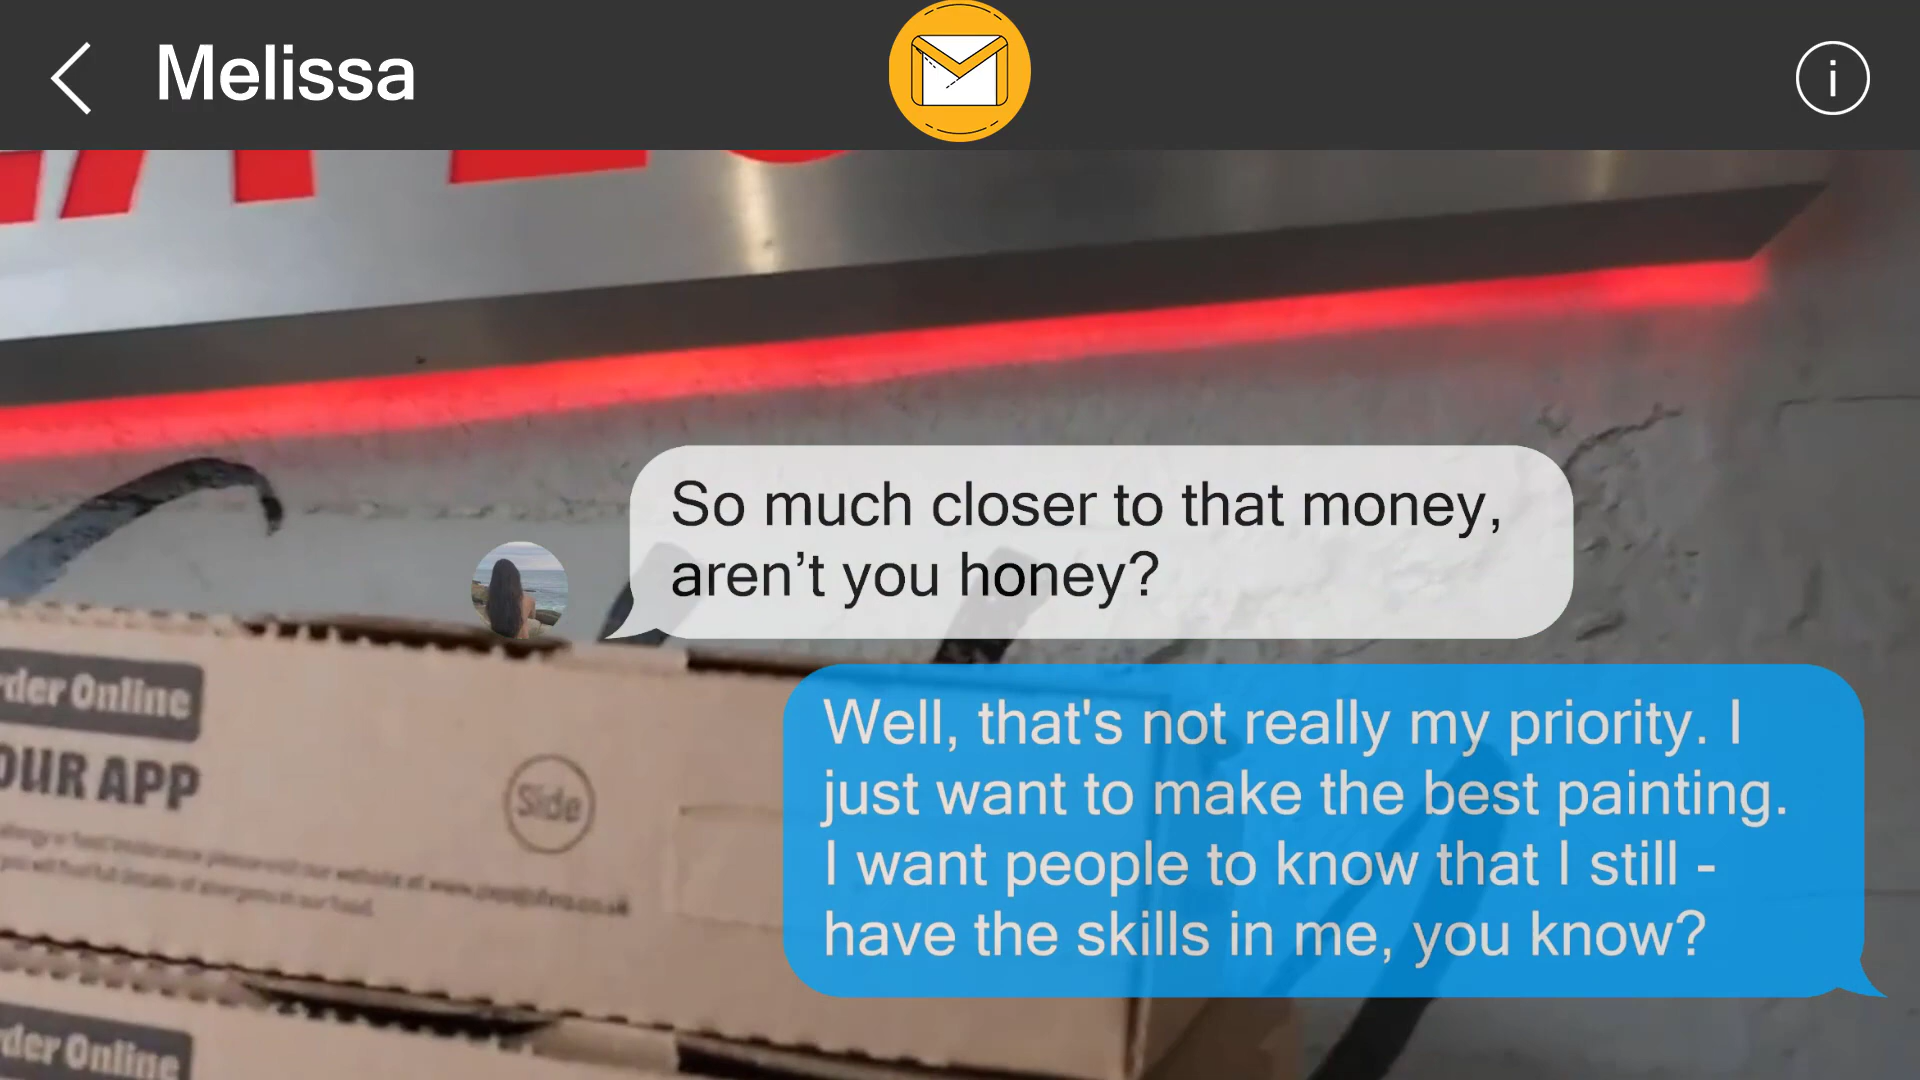 Melissa
So much closer to that money,
aren’t you honey?
Well, that's not really my priority. I
just want to make the best painting.
I want people to know that I still -
have the skills in me, you know?
der Online
OUR APP
Slide
der Online